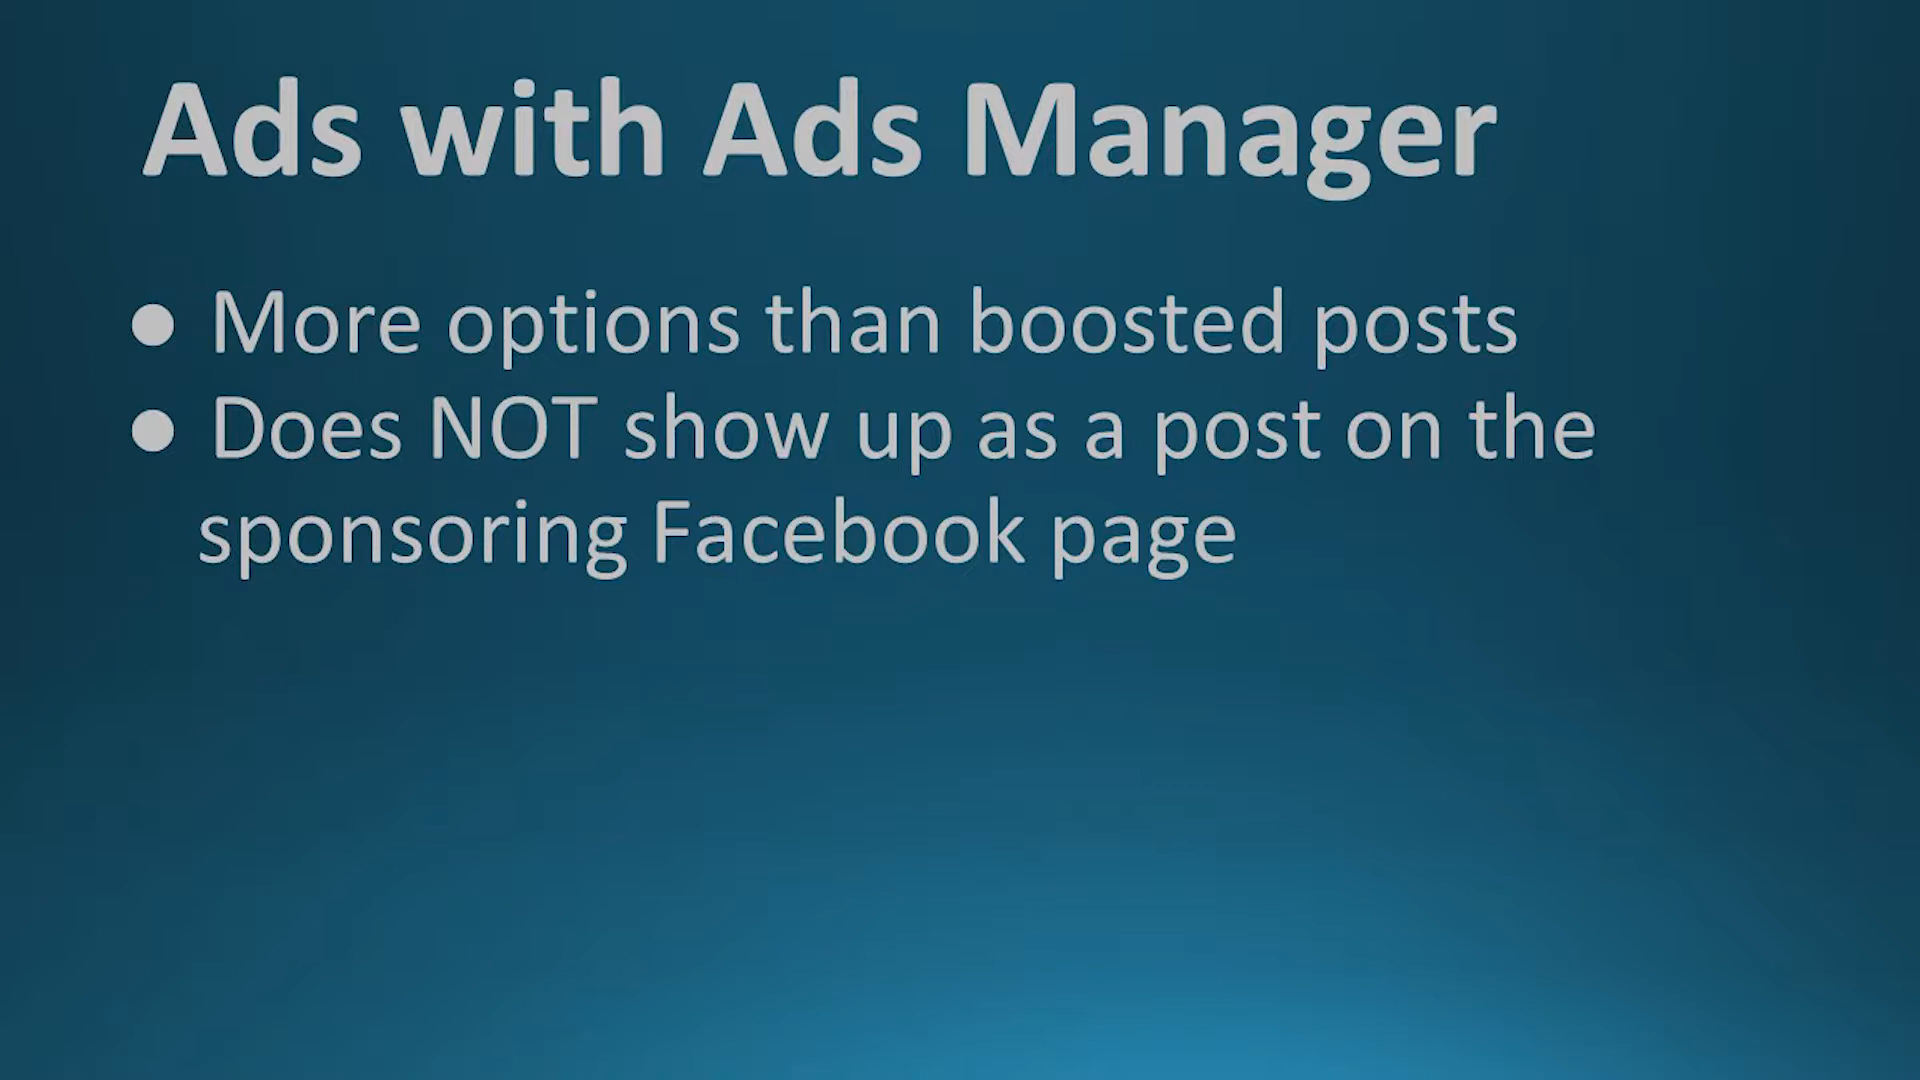 Ads with Ads Manager
● More options than boosted posts
● Does NOT show up as a post on the
sponsoring Facebook page